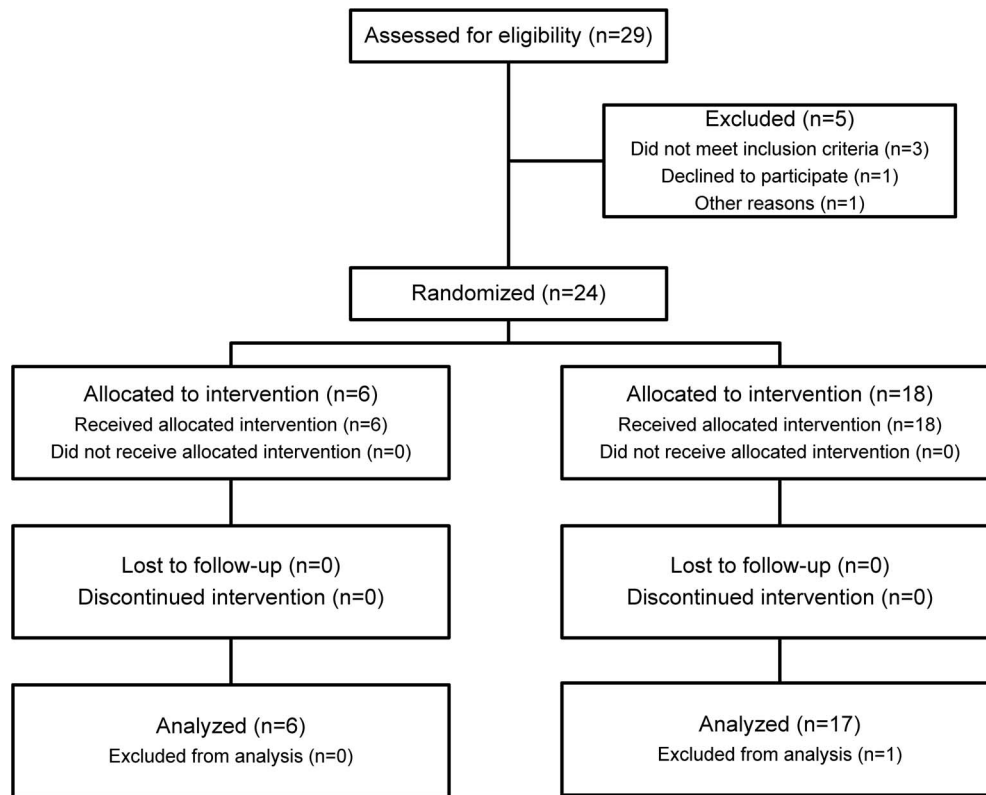 Assessed for eligibility (n=29)
Excluded (n=5)
Did not meet inclusion criteria (n=3)
Declined to participate (n=1)
Other reasons (n=1)
Randomized (n=24)
Allocated to intervention (n=6)
Received allocated intervention (n=6)
Did not receive allocated intervention (n=0)
Allocated to intervention (n=18)
Received allocated intervention (n=18)
Did not receive allocated intervention (n=0)
Lost to follow-up (n=0)
Discontinued intervention (n=0)
Lost to follow-up (n=0)
Discontinued intervention (n=0)
Analyzed (n=6)
Excluded from analysis (n=0)
Analyzed (n=17)
Excluded from analysis (n=1)